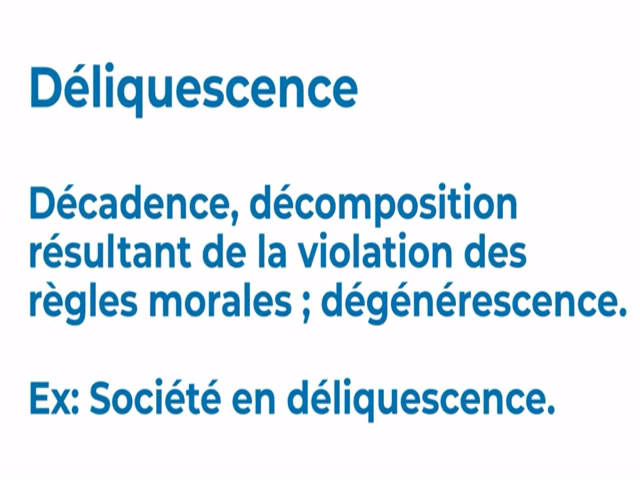 Déliquescence
Décadence, décomposition
résultant de la violation des
règles morales ; dégénérescence.
Ex: Société en déliquescence.